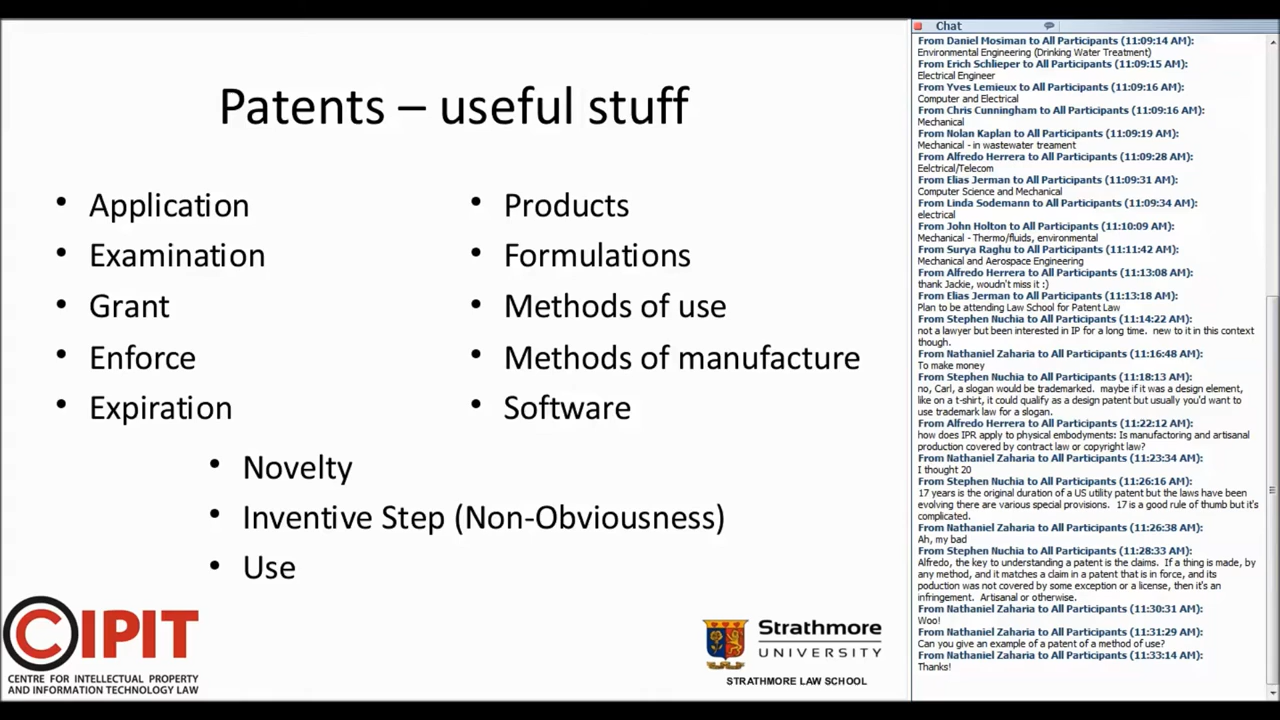 Patents – useful stuff
• Application
• Examination
• Grant
• Enforce
• Expiration
• Products
• Formulations
• Methods of use
• Methods of manufacture
• Software
• Novelty
• Inventive Step (Non-Obviousness)
• Use
CIPIT
CENTRE FOR INTELLECTUAL PROPERTY
AND INFORMATION TECHNOLOGY LAW
Strathmore
UNIVERSITY
STRATHMORE LAW SCHOOL
Chat
From Daniel Mosiman to All Participants (11:09:14 AM):
Environmental Engineering (Drinking Water Treatment)
From Erich Schlieper to All Participants (11:09:15 AM):
Electrical Engineer
From Yves Lemieux to All Participants (11:09:16 AM):
Computer and Electrical
From Chris Cunningham to All Participants (11:09:16 AM):
Mechanical
From Nolan Kaplan to All Participants (11:09:19 AM):
Mechanical - in wastewater treament
From Alfredo Herrera to All Participants (11:09:28 AM):
Eelctrical/Telecom
From Elias Jerman to All Participants (11:09:31 AM):
Computer Science and Mechanical
From Linda Sodemann to All Participants (11:09:34 AM):
electrical
From John Holton to All Participants (11:10:09 AM):
Mechanical - Thermo/fluids, environmental
From Surya Raghu to All Participants (11:11:42 AM):
Mechanical and Aerospace Engineering
From Alfredo Herrera to All Participants (11:13:08 AM):
thank Jackie, woudn't miss it :)
From Elias Jerman to All Participants (11:13:18 AM):
Plan to be attending Law School for Patent Law
From Stephen Nuchia to All Participants (11:14:22 AM):
not a lawyer but been interested in IP for a long time. new to it in this context
though.
From Nathaniel Zaharia to All Participants (11:16:48 AM):
To make money
From Stephen Nuchia to All Participants (11:18:13 AM):
no, Carl, a slogan would be trademarked. maybe if it was a design element,
like on a t-shirt, it could qualify as a design patent but usually you'd want to
use trademark law for a slogan.
From Alfredo Herrera to All Participants (11:22:12 AM):
how does IPR apply to physical embodyments: Is manufactoring and artisanal
production covered by contract law or copyright law?
From Nathaniel Zaharia to All Participants (11:23:34 AM):
I thought 20
From Stephen Nuchia to All Participants (11:26:16 AM):
17 years is the original duration of a US utility patent but the laws have been
evolving there are various special provisions. 17 is a good rule of thumb but it's
complicated.
From Nathaniel Zaharia to All Participants (11:26:38 AM):
Ah, my bad
From Stephen Nuchia to All Participants (11:28:33 AM):
Alfredo, the key to understanding a patent is the claims. If a thing is made, by
any method, and it matches a claim in a patent that is in force, and its
poduction was not covered by some exception or a license, then it's an
infringement. Artisanal or otherwise.
From Nathaniel Zaharia to All Participants (11:30:31 AM):
Woo!
From Nathaniel Zaharia to All Participants (11:31:29 AM):
Can you give an example of a patent of a method of use?
From Nathaniel Zaharia to All Participants (11:33:14 AM):
Thanks!